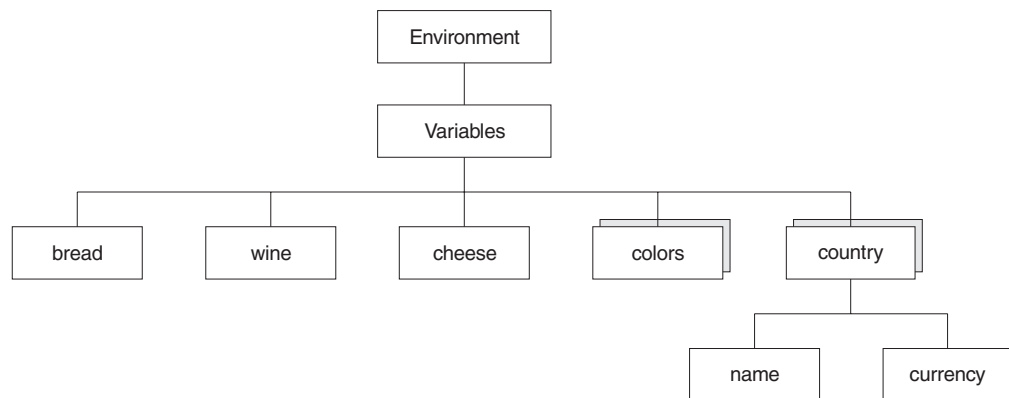 Environment
Variables
bread
wine
cheese
colors
country
name
currency